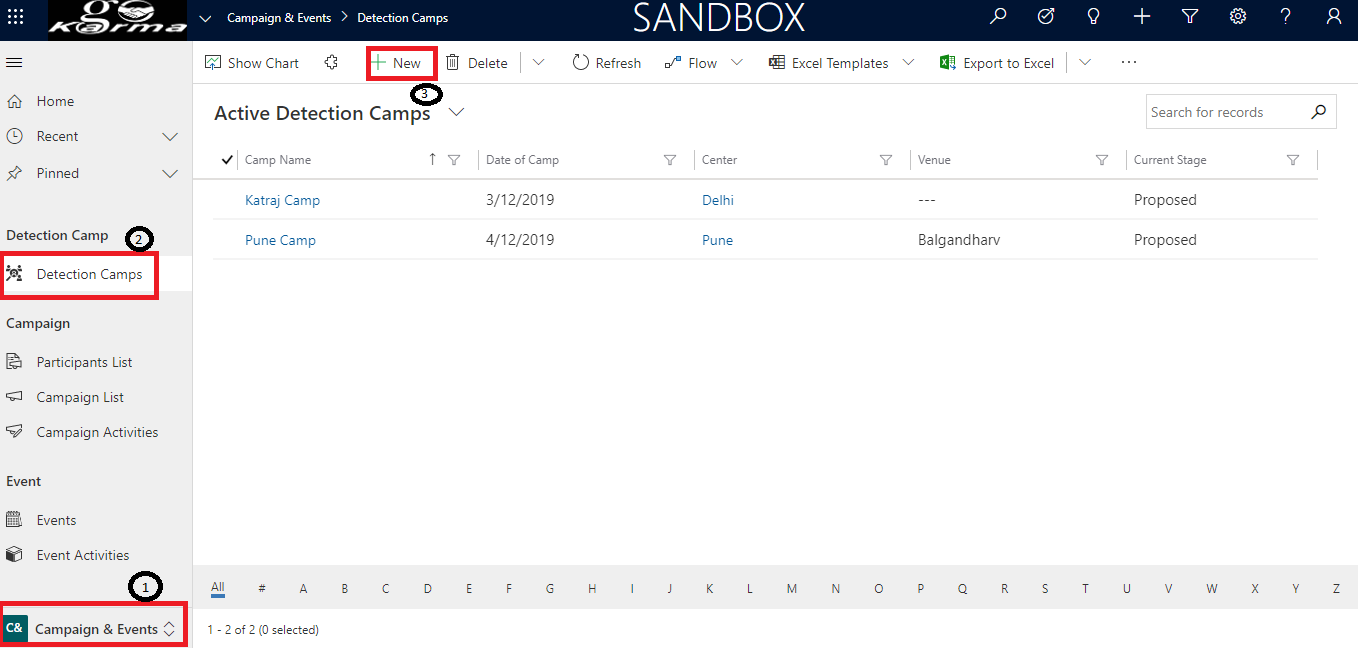 go karma Campaign & Events Detection Camps SANDBOX ?
Show Chart New Delete Refresh Flow Excel Templates Export to Excel ...
3
Home
Active Detection Camps
Search for records
Recent
Camp Name Date of Camp Center Venue Current Stage
Pinned
Katraj Camp 3/12/2019 Delhi --- Proposed
Detection Camp 2
Pune Camp 4/12/2019 Pune Balgandharv Proposed
Detection Camps
Campaign
Participants List
Campaign List
Campaign Activities
Event
Events
Event Activities
1
All # A B C D E F G H I J K L M N O P Q R S T U V W X Y Z
C& Campaign & Events
1 - 2 of 2 (0 selected)